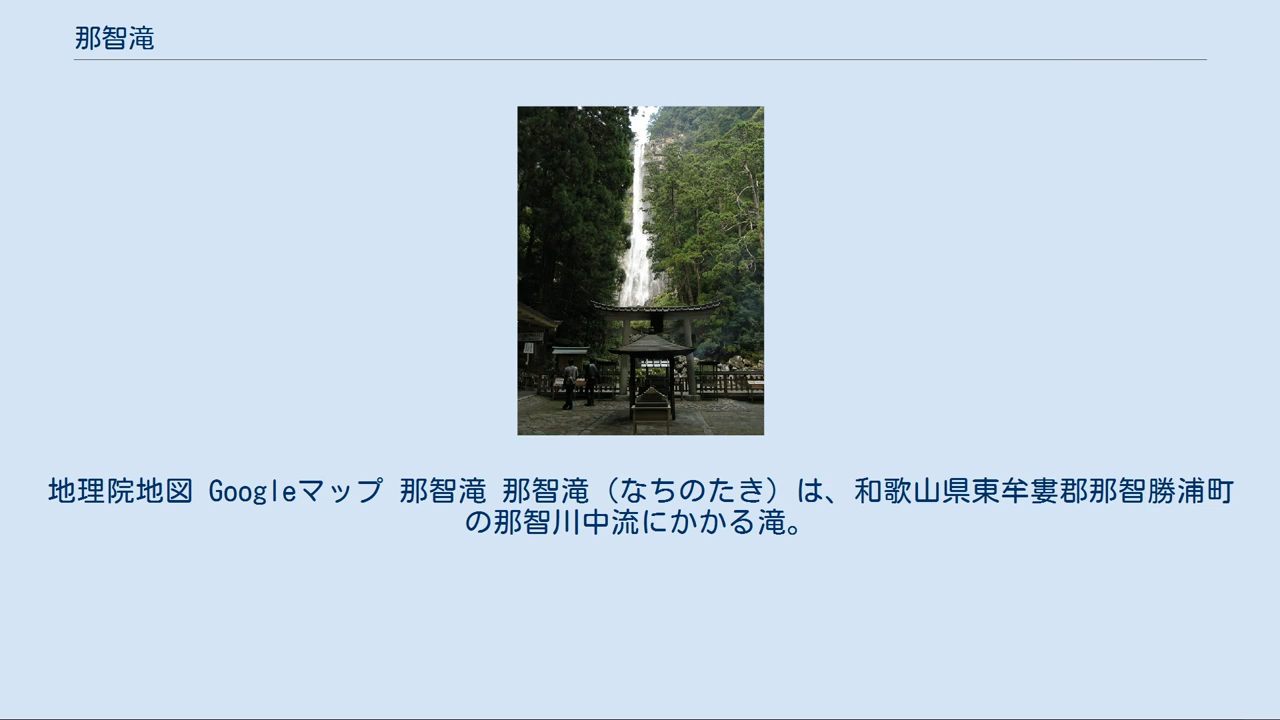 那智滝
地理院地図 Googleマップ 那智滝 那智滝（なちのたき）は、和歌山県東牟婁郡那智勝浦町
の那智川中流にかかる滝。